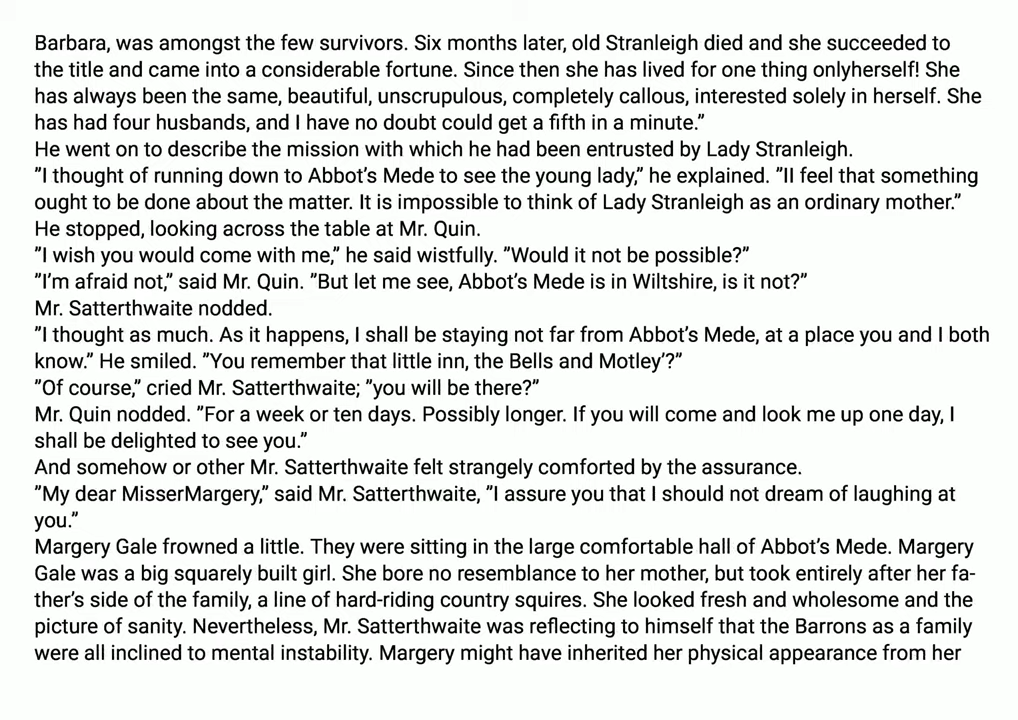 Barbara, was amongst the few survivors. Six months later, old Stranleigh died and she succeeded to
the title and came into a considerable fortune. Since then she has lived for one thing onlyherself! She
has always been the same, beautiful, unscrupulous, completely callous, interested solely in herself. She
has had four husbands, and I have no doubt could get a fifth in a minute.”
He went on to describe the mission with which he had been entrusted by Lady Stranleigh.
”I thought of running down to Abbot’s Mede to see the young lady,” he explained. ”II feel that something
ought to be done about the matter. It is impossible to think of Lady Stranleigh as an ordinary mother.”
He stopped, looking across the table at Mr. Quin.
”I wish you would come with me,” he said wistfully. ”Would it not be possible?”
”I’m afraid not,” said Mr. Quin. ”But let me see, Abbot’s Mede is in Wiltshire, is it not?”
Mr. Satterthwaite nodded.
”I thought as much. As it happens, I shall be staying not far from Abbot’s Mede, at a place you and I both
know.” He smiled. ”You remember that little inn, the Bells and Motley’?”
”Of course,” cried Mr. Satterthwaite; ”you will be there?”
Mr. Quin nodded. ”For a week or ten days. Possibly longer. If you will come and look me up one day, I
shall be delighted to see you.”
And somehow or other Mr. Satterthwaite felt strangely comforted by the assurance.
”My dear MisserMargery,” said Mr. Satterthwaite, ”I assure you that I should not dream of laughing at
you.”
Margery Gale frowned a little. They were sitting in the large comfortable hall of Abbot’s Mede. Margery
Gale was a big squarely built girl. She bore no resemblance to her mother, but took entirely after her fa-
ther’s side of the family, a line of hard-riding country squires. She looked fresh and wholesome and the
picture of sanity. Nevertheless, Mr. Satterthwaite was reflecting to himself that the Barrons as a family
were all inclined to mental instability. Margery might have inherited her physical appearance from her